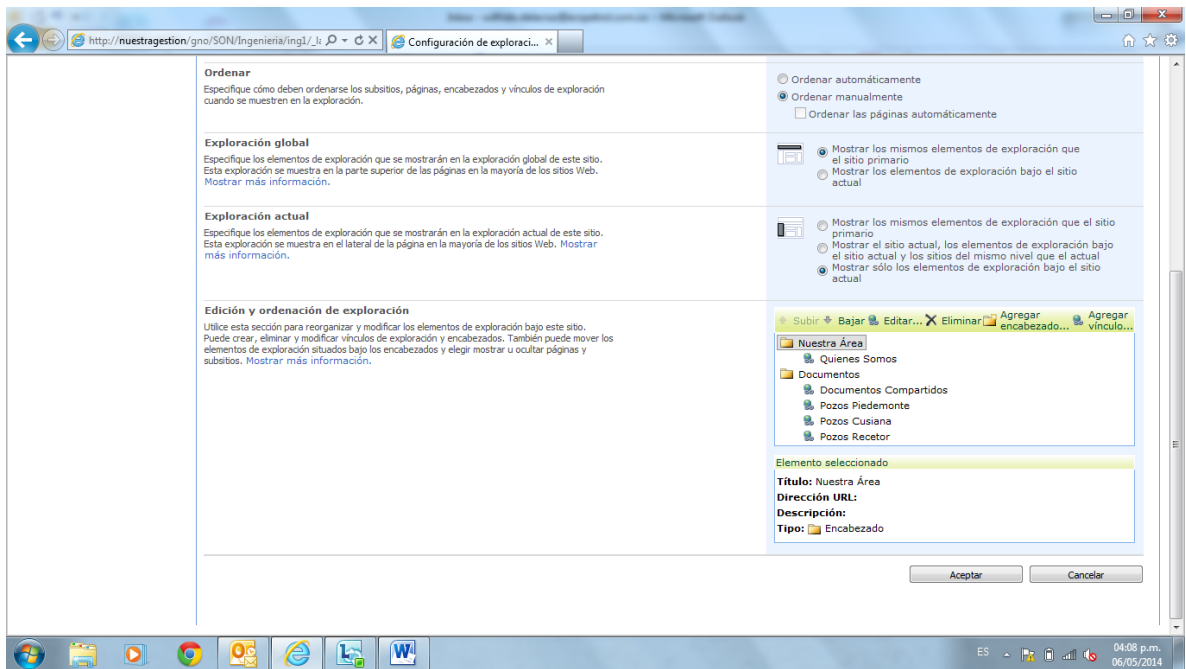 http://nuestragestion/gno/SON/Ingenieria/ing1/_la
Configuración de exploraci...
Ordenar
Especifique cómo deben ordenarse los subsitios, páginas, encabezados y vínculos de exploración
cuando se muestren en la exploración.
Ordenar automáticamente
Ordenar manualmente
Ordenar las páginas automáticamente
Exploración global
Especifique los elementos de exploración que se mostrarán en la exploración global de este sitio.
Esta exploración se muestra en la parte superior de las páginas en la mayoría de los sitios Web.
Mostrar más información.
Mostrar los mismos elementos de exploración que
el sitio primario
Mostrar los elementos de exploración bajo el sitio
actual
Exploración actual
Especifique los elementos de exploración que se mostrarán en la exploración actual de este sitio.
Esta exploración se muestra en el lateral de la página en la mayoría de los sitios Web. Mostrar
más información.
Mostrar los mismos elementos de exploración que el sitio
primario
Mostrar el sitio actual, los elementos de exploración bajo
el sitio actual y los sitios del mismo nivel que el actual
Mostrar sólo los elementos de exploración bajo el sitio
actual
Edición y ordenación de exploración
Utilice esta sección para reorganizar y modificar los elementos de exploración bajo este sitio.
Puede crear, eliminar y modificar vínculos de exploración y encabezados. También puede mover los
elementos de exploración situados bajo los encabezados y elegir mostrar u ocultar páginas y
subsitios. Mostrar más información.
Subir Bajar Editar... Eliminar Agregar encabezado... Agregar vínculo...
Nuestra Área
Quienes Somos
Documentos
Documentos Compartidos
Pozos Piedemonte
Pozos Cusiana
Pozos Recetor
Elemento seleccionado
Título: Nuestra Área
Dirección URL:
Descripción:
Tipo: Encabezado
Aceptar
Cancelar
ES
04:08 p.m.
06/05/2014